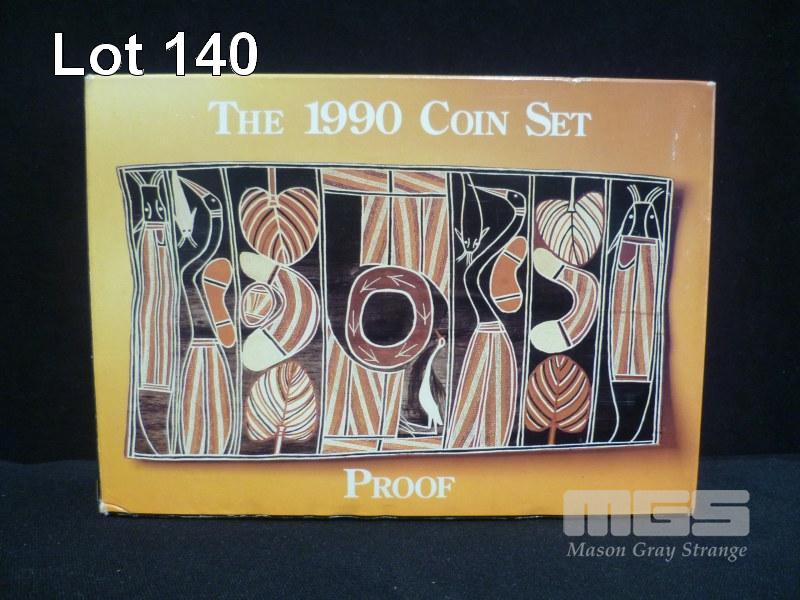 Lot 140
THE 1990 COIN SET
PROOF
MGS
Mason Gray Strange